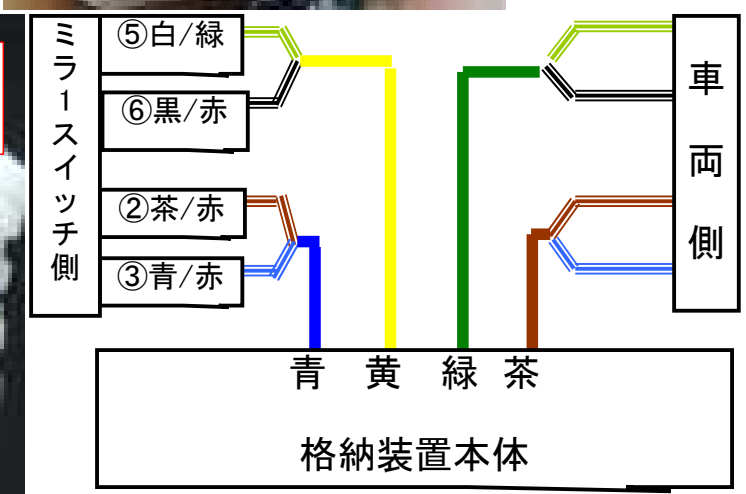 ミラースイッチ側
⑤白/緑
⑥黒/赤
②茶/赤
③青/赤
車両側
青 黄 緑 茶
格納装置本体